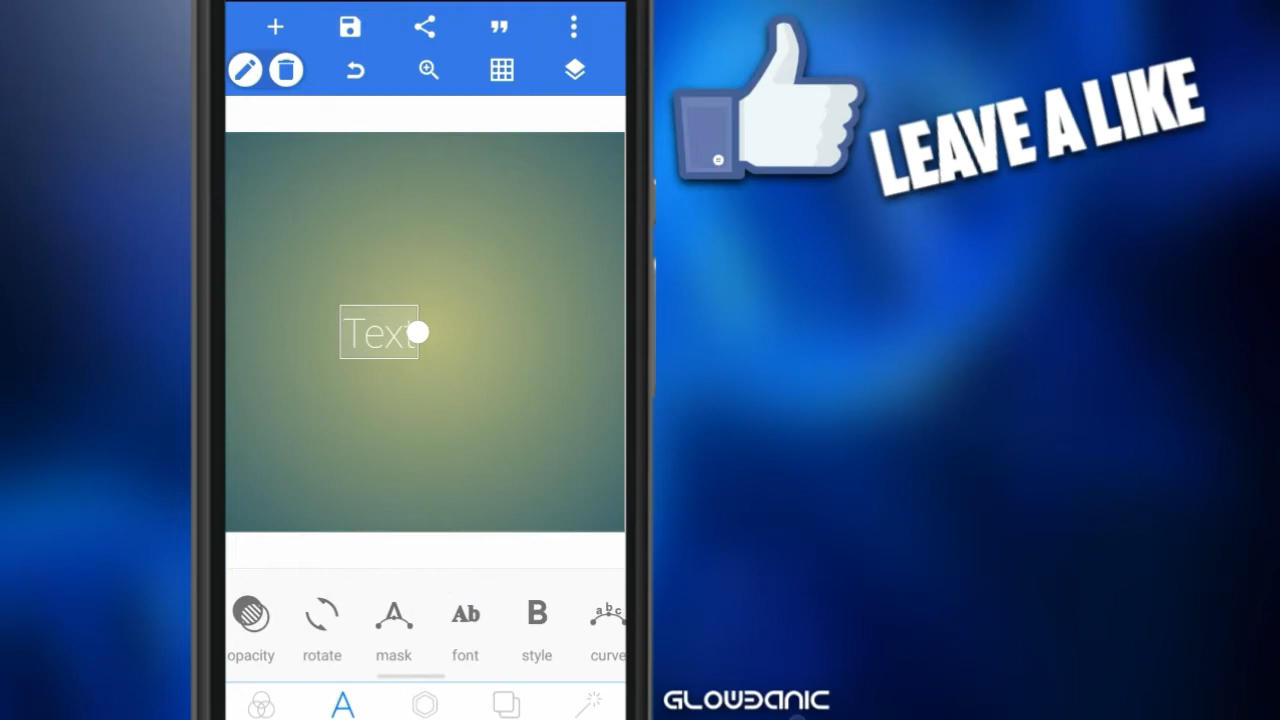 LEAVE A LIKE
Text
Ab
B
abc
opacity
rotate
mask
font
style
curve
A
GLOWDANIC